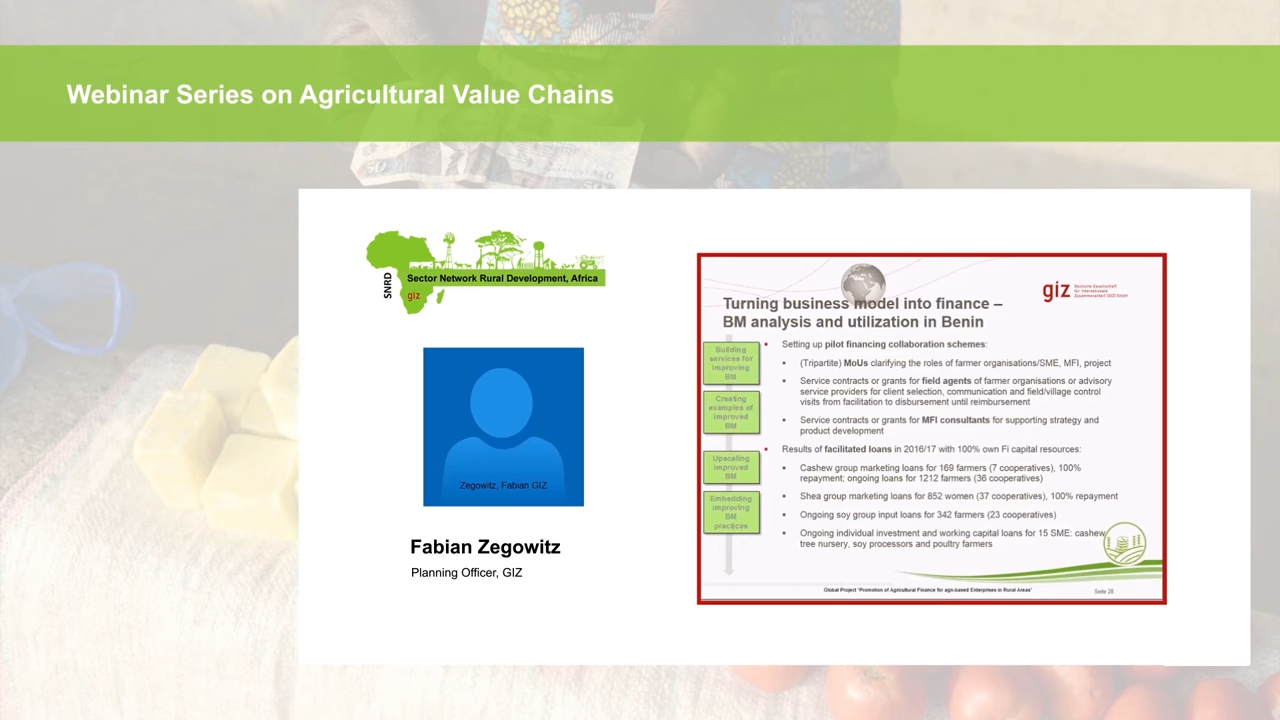 Webinar Series on Agricultural Value Chains
SNRD
Sector Network Rural Development, Africa
giz
Zegowitz, Fabian GIZ
Fabian Zegowitz
Planning Officer, GIZ
giz Deutsche Gesellschaft
für Internationale
Zusammenarbeit (GIZ) GmbH
Turning business model into finance –
BM analysis and utilization in Benin
Building
services for
improving
BM
Creating
examples of
improved
BM
Upscaling
improved
BM
Embedding
improving
BM
practices
• Setting up pilot financing collaboration schemes:
• (Tripartite) MoUs clarifying the roles of farmer organisations/SME, MFI, project
• Service contracts or grants for field agents of farmer organisations or advisory
service providers for client selection, communication and field/village control
visits from facilitation to disbursement until reimbursement
• Service contracts or grants for MFI consultants for supporting strategy and
product development
• Results of facilitated loans in 2016/17 with 100% own Fi capital resources:
• Cashew group marketing loans for 169 farmers (7 cooperatives), 100%
repayment; ongoing loans for 1212 farmers (36 cooperatives)
• Shea group marketing loans for 852 women (37 cooperatives), 100% repayment
• Ongoing soy group input loans for 342 farmers (23 cooperatives)
• Ongoing individual investment and working capital loans for 15 SME: cashew
tree nursery, soy processors and poultry farmers
Global Project "Promotion of Agricultural Finance for agri-based Enterprises in Rural Areas"
Seite 28